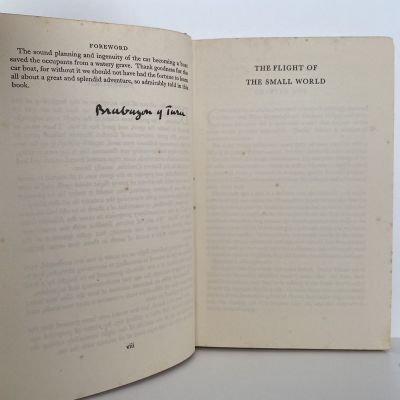 FOREWORD
The sound planning and ingenuity of the car becoming a boat
saved the occupants from a watery grave. Thank goodness for the
car boat, for without it we should not have had the fortune to learn
all about a great and splendid adventure, so admirably told in this
book.
Brabazon of Tara
viii
THE FLIGHT OF
THE SMALL WORLD